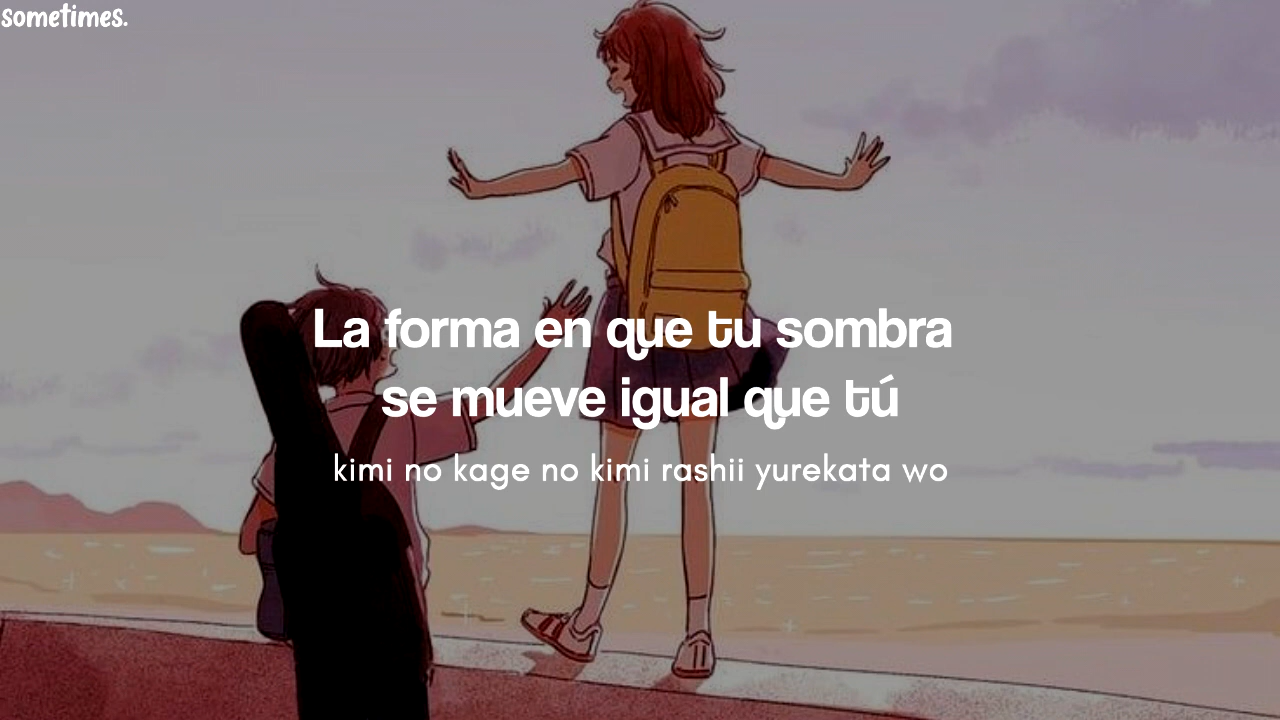 sometimes.
La forma en que tu sombra
se mueve igual que tú
kimi no kage no kimi rashii yurekata wo